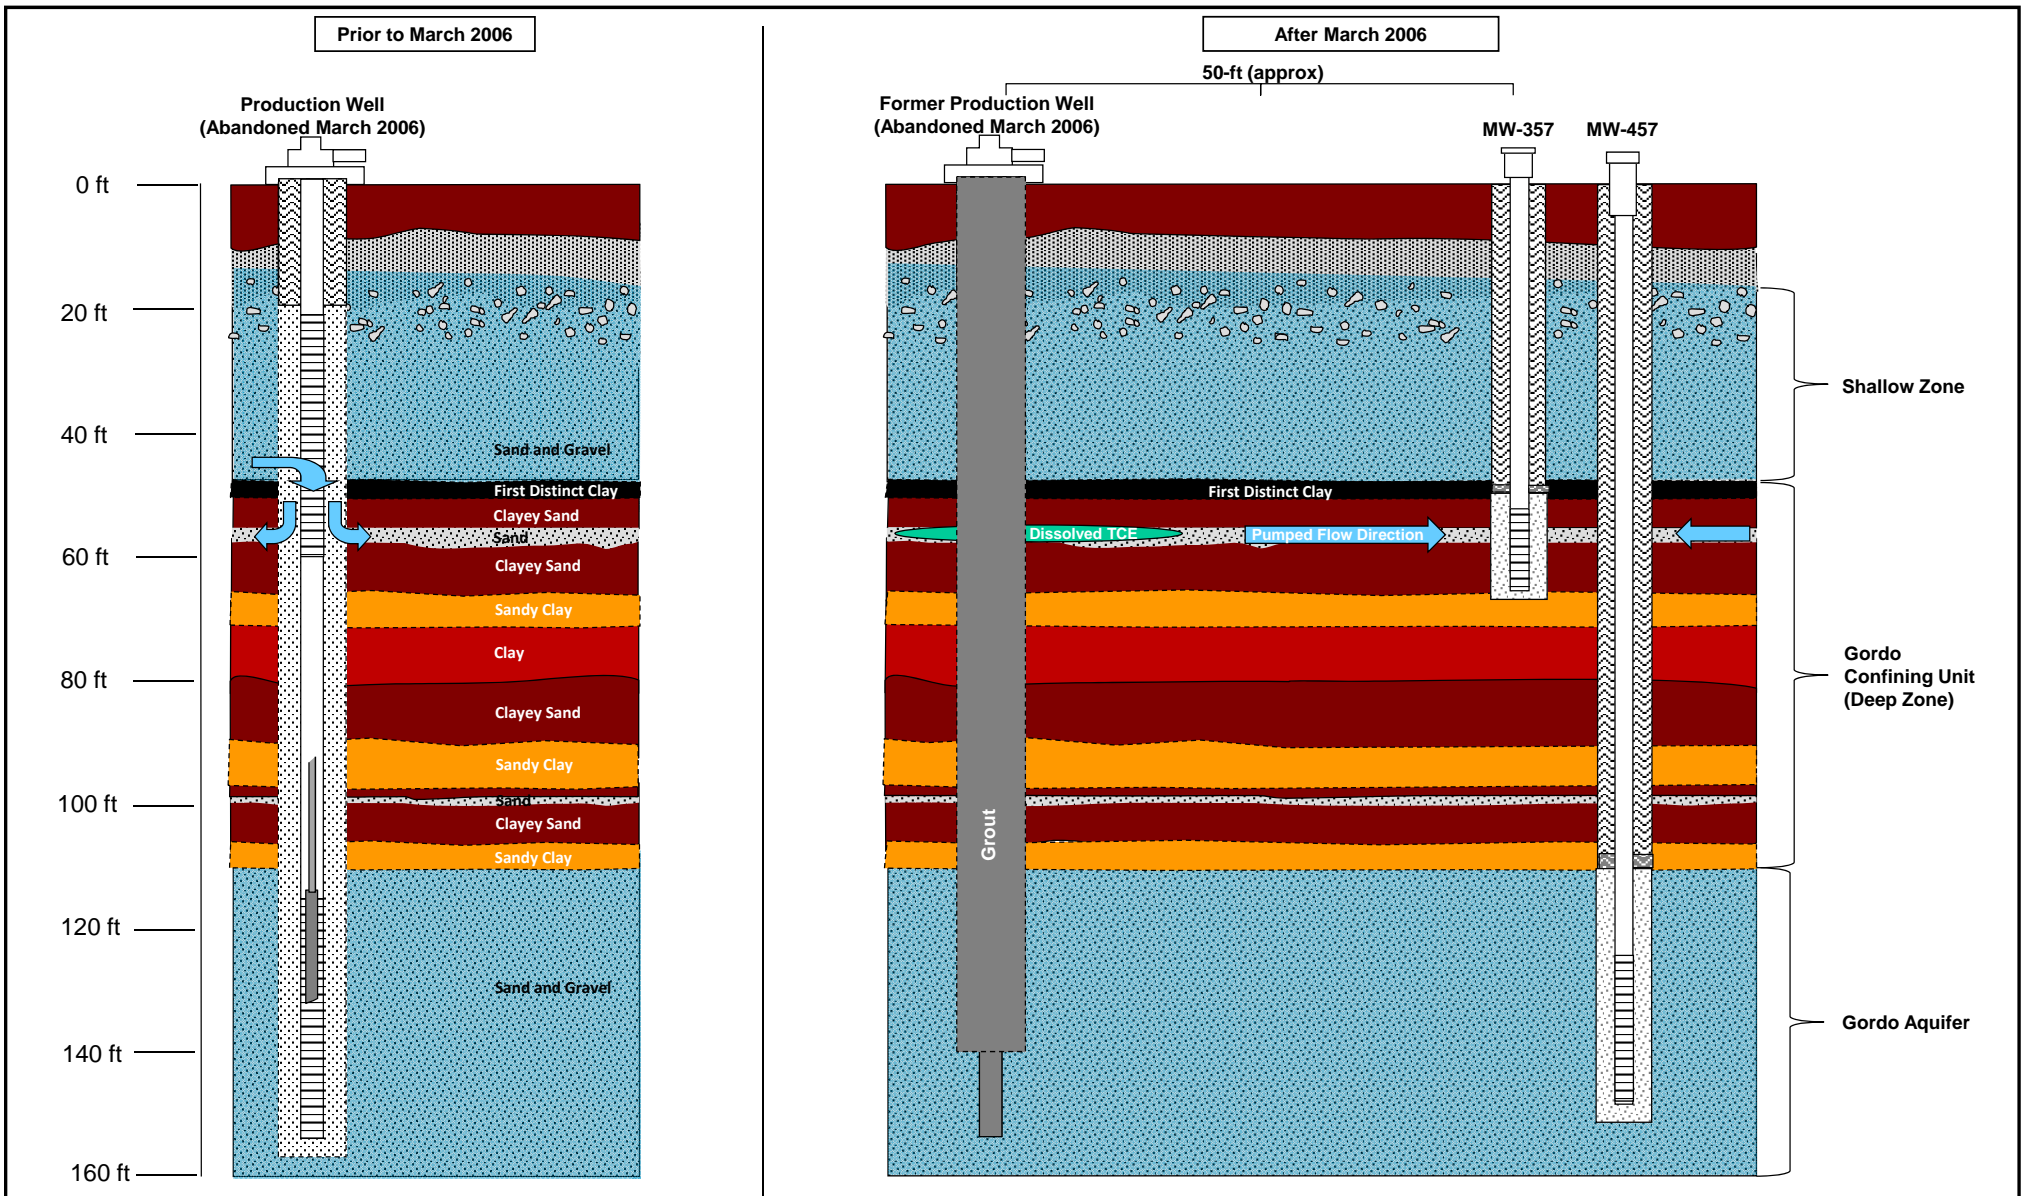 Prior to March 2006
After March 2006
50-ft (approx)
Production Well
(Abandoned March 2006)
Former Production Well
(Abandoned March 2006)
MW-357
MW-457
0 ft
20 ft
40 ft
60 ft
80 ft
100 ft
120 ft
140 ft
160 ft
Sand and Gravel
First Distinct Clay
Clayey Sand
Sand
Clayey Sand
Sandy Clay
Clay
Clayey Sand
Sandy Clay
Sand
Clayey Sand
Sandy Clay
Sand and Gravel
First Distinct Clay
Dissolved TCE
Pumped Flow Direction
Grout
Shallow Zone
Gordo
Confining Unit
(Deep Zone)
Gordo Aquifer